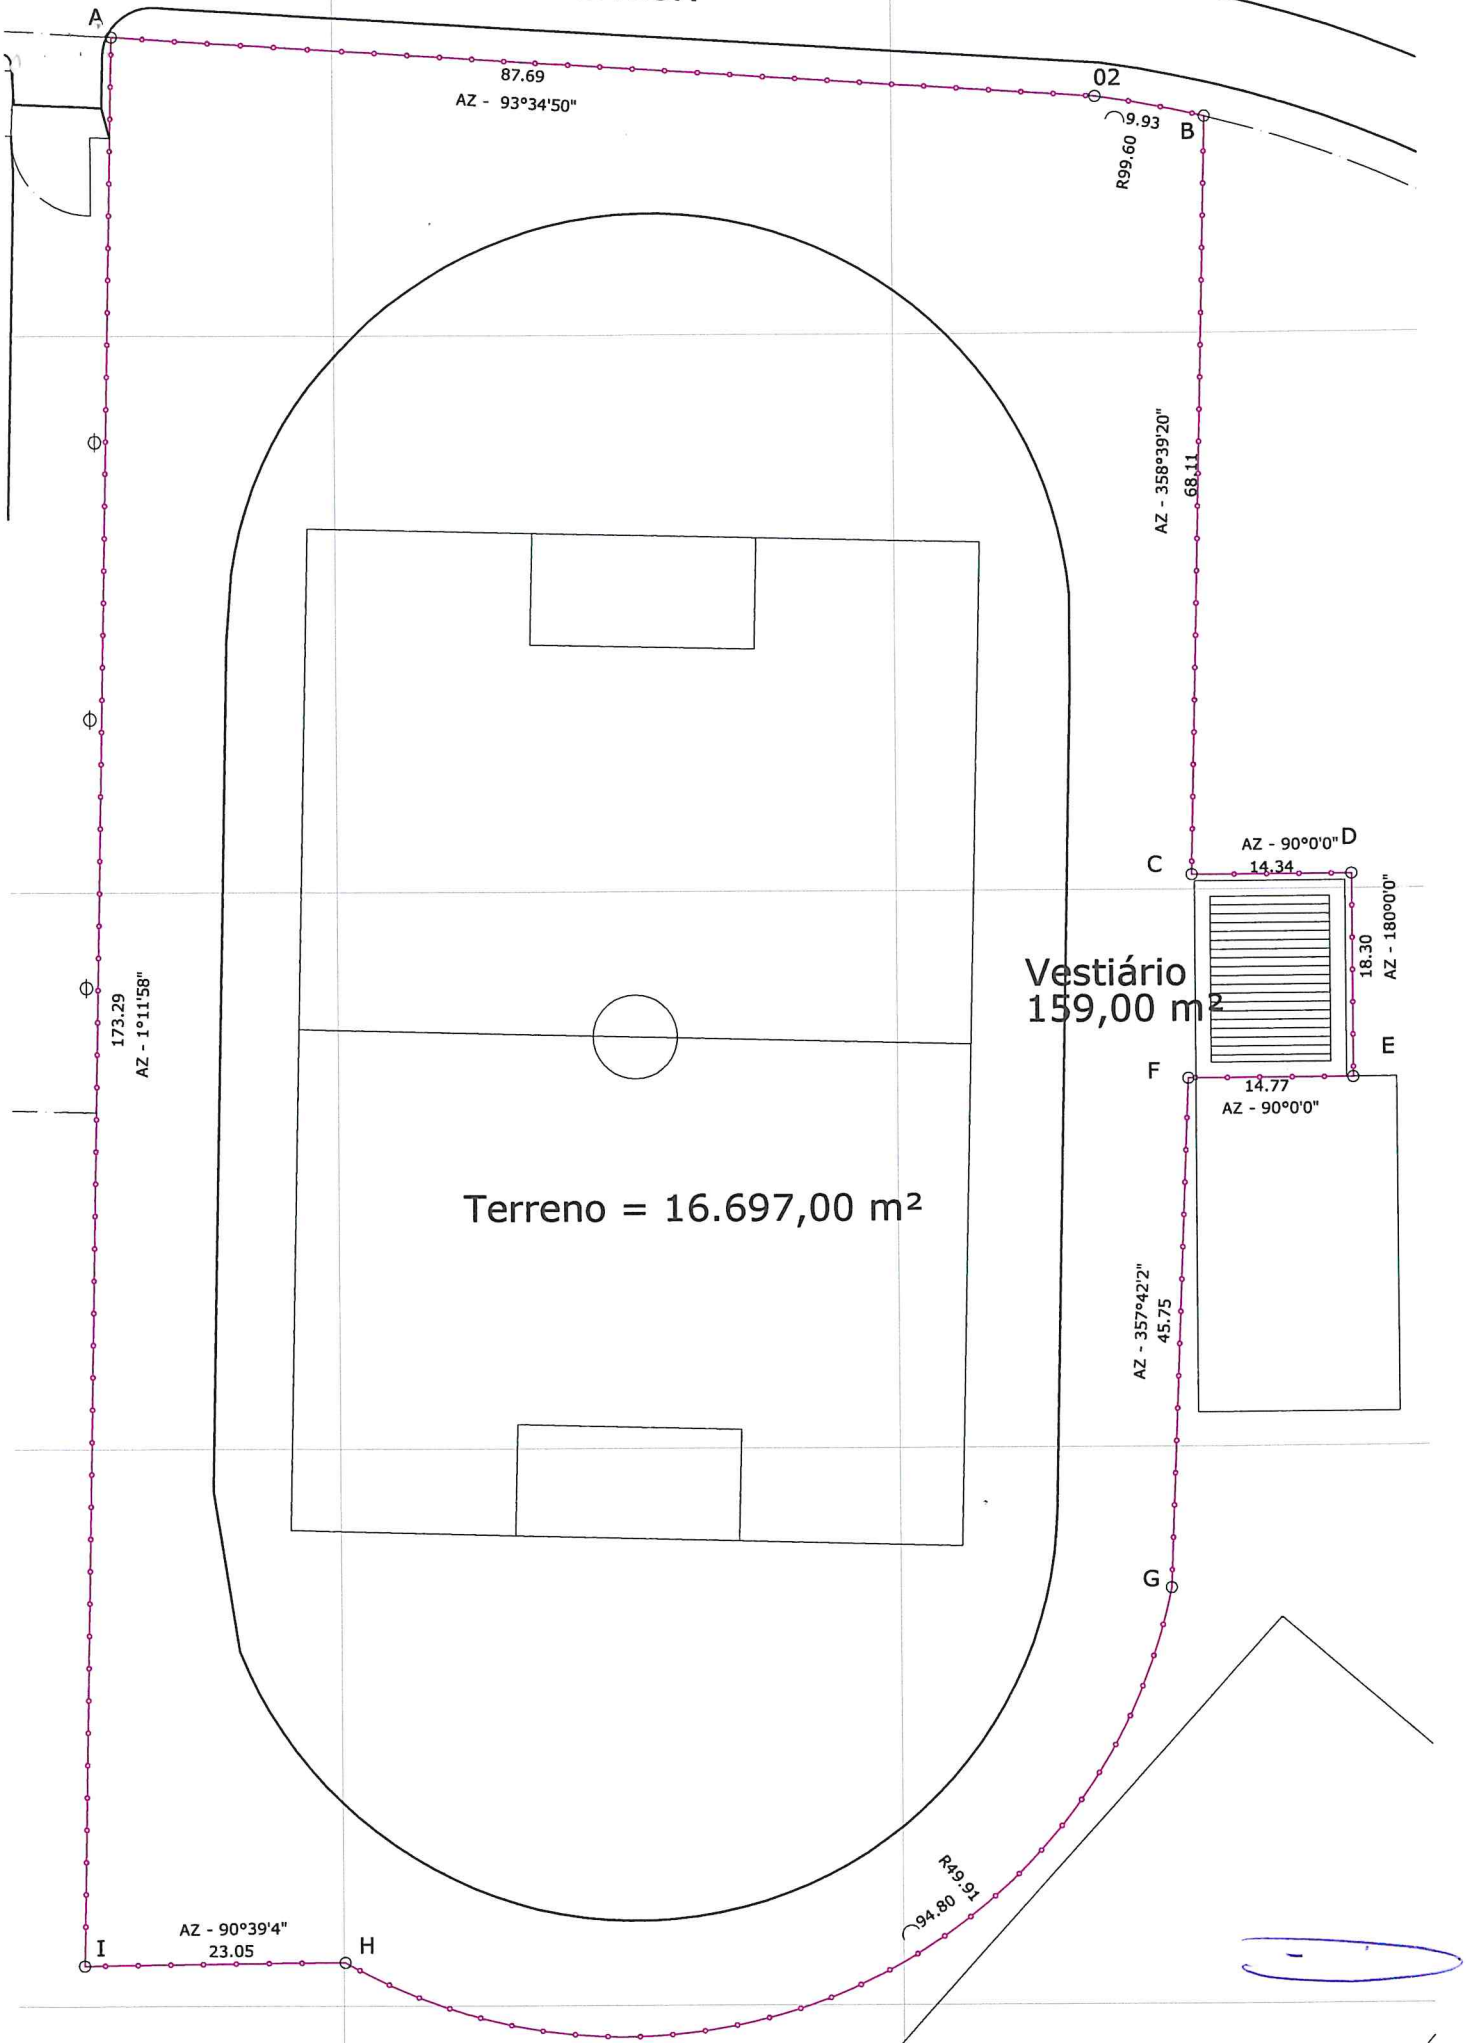 A
87.69
AZ - 93°34'50"
02
9.93
R99.60
B
AZ - 358°39'20"
68.11
C
AZ - 90°0'0"
D
14.34
18.30
AZ - 180°0'0"
Vestiário
159,00 m²
E
F
14.77
AZ - 90°0'0"
173.29
AZ - 1°11'58"
Terreno = 16.697,00 m²
AZ - 357°42'2"
45.75
G
R49.91
94.80
AZ - 90°39'4"
23.05
I
H